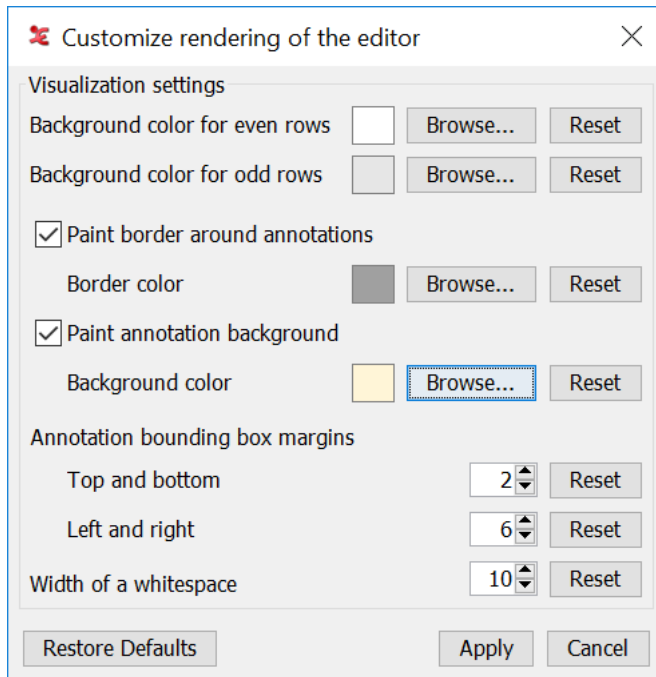 Customize rendering of the editor
Visualization settings
Background color for even rows Browse... Reset
Background color for odd rows Browse... Reset
Paint border around annotations
Border color Browse... Reset
Paint annotation background
Background color Browse... Reset
Annotation bounding box margins
Top and bottom 2 Reset
Left and right 6 Reset
Width of a whitespace 10 Reset
Restore Defaults Apply Cancel